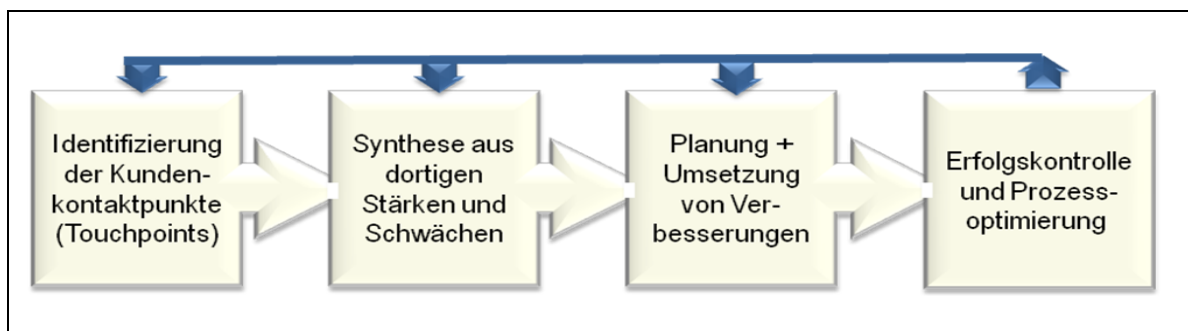 Identifizierung
der Kunden-
kontaktpunkte
(Touchpoints)
Synthese aus
dortigen
Stärken und
Schwächen
Planung +
Umsetzung
von Ver-
besserungen
Erfolgskontrolle
und Prozess-
optimierung